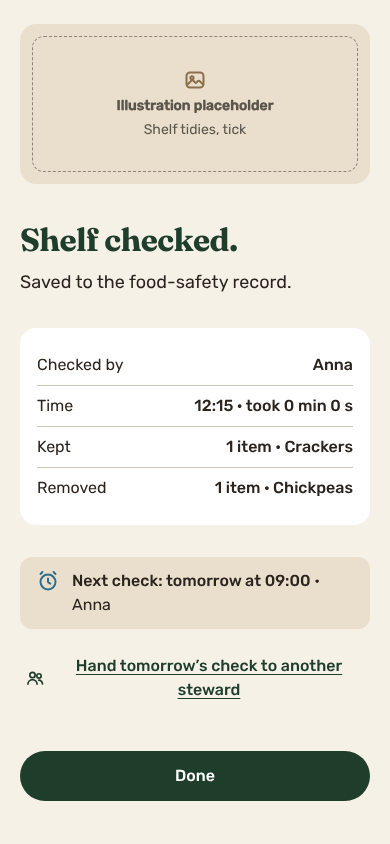 Illustration placeholder
Shelf tidies, tick
Shelf checked.
Saved to the food-safety record.
Checked by Anna
Time 12:15 • took 0 min 0 s
Kept 1 item • Crackers
Removed 1 item • Chickpeas
Next check: tomorrow at 09:00 •
Anna
Hand tomorrow’s check to another
steward
Done